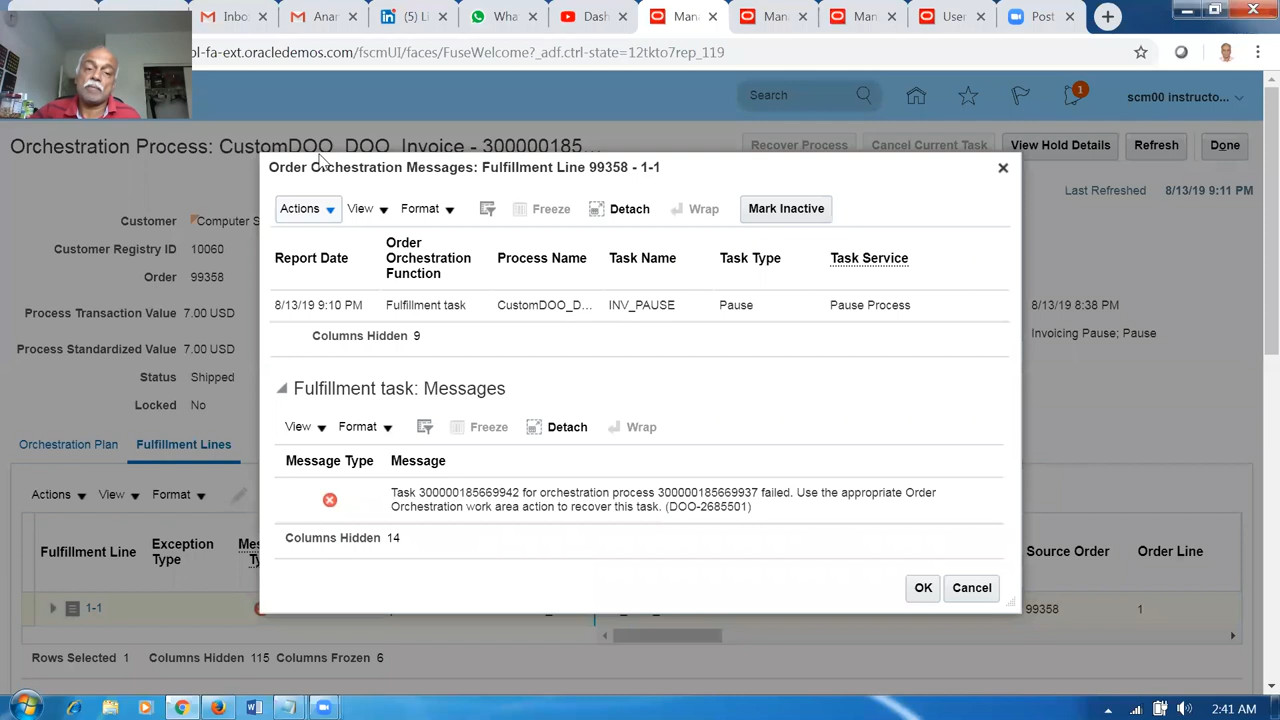 Inbo
Anar
(5) Li
Wha
Dash
Mana
Man
Man
User
Post
ol-fa-ext.oracledemos.com/fscmUI/faces/FuseWelcome?_adf.ctrl-state=12tkto7rep_119
Search
1
scm00 instructo...
Orchestration Process: CustomDOO_DOO_Invoice - 300000185...
Recover Process
Cancel Current Task
View Hold Details
Refresh
Done
Last Refreshed 8/13/19 9:11 PM
Customer Computer S
Customer Registry ID 10060
Order 99358
Process Transaction Value 7.00 USD
Process Standardized Value 7.00 USD
Status Shipped
Locked No
8/13/19 8:38 PM
Invoicing Pause; Pause
Order Orchestration Messages: Fulfillment Line 99358 - 1-1
Actions View Format Freeze Detach Wrap Mark Inactive
Report Date
Order Orchestration Function
Process Name
Task Name
Task Type
Task Service
8/13/19 9:10 PM Fulfillment task CustomDOO_D... INV_PAUSE Pause Pause Process
Columns Hidden 9
Fulfillment task: Messages
View Format Freeze Detach Wrap
Message Type Message
Task 300000185669942 for orchestration process 300000185669937 failed. Use the appropriate Order
Orchestration work area action to recover this task. (DOO-2685501)
Columns Hidden 14
OK Cancel
Orchestration Plan Fulfillment Lines
Actions View Format
Fulfillment Line
Exception Type
Source Order
Order Line
1-1
99358 1
Rows Selected 1 Columns Hidden 115 Columns Frozen 6
2:41 AM